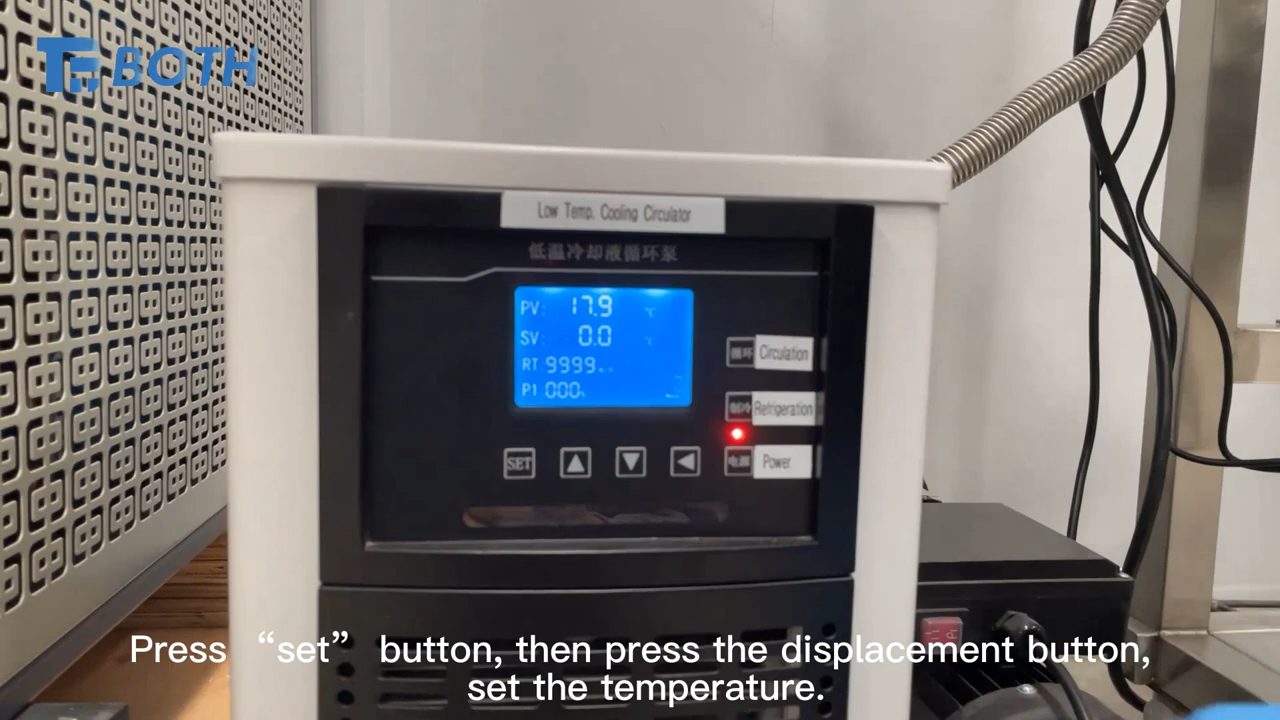 BOTH
Low Temp. Cooling Circulator
低温冷却液循环泵
PV: 17.9 ℃
SV: 0.0 ℃
RT 9999
P1 000
循环 Circulation
制冷 Refrigeration
SET
电源 Power
Press “set” button, then press the displacement button,
set the temperature.